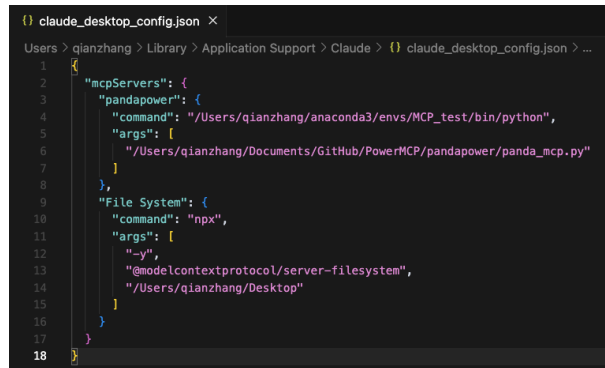 {} claude_desktop_config.json ×
Users > qianzhang > Library > Application Support > Claude > {} claude_desktop_config.json > ...
1 {
2 "mcpServers": {
3 "pandapower": {
4 "command": "/Users/qianzhang/anaconda3/envs/MCP_test/bin/python",
5 "args": [
6 "/Users/qianzhang/Documents/GitHub/PowerMCP/pandapower/panda_mcp.py"
7 ]
8 },
9 "File System": {
10 "command": "npx",
11 "args": [
12 "-y",
13 "@modelcontextprotocol/server-filesystem",
14 "/Users/qianzhang/Desktop"
15 ]
16 }
17 }
18 }